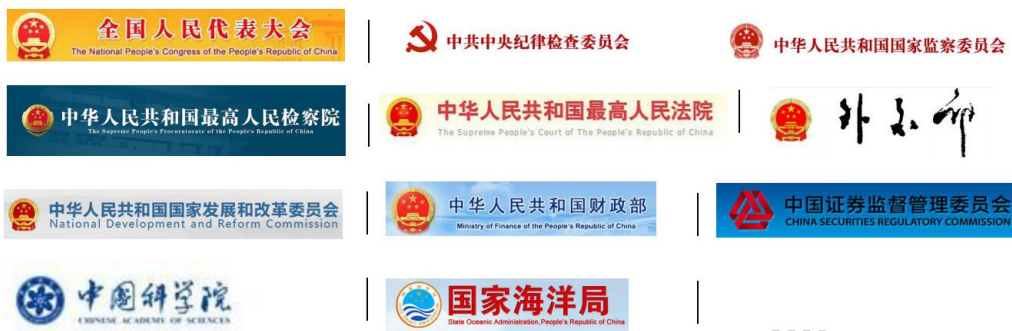 全国人民代表大会
The National People's Congress of the People's Republic of China
中共中央纪律检查委员会
中华人民共和国国家监察委员会
中华人民共和国最高人民检察院
The Supreme People's Procuratorate of the People's Republic of China
中华人民共和国最高人民法院
The Supreme People's Court of The People's Republic of China
外交部
中华人民共和国国家发展和改革委员会
National Development and Reform Commission
中华人民共和国财政部
Ministry of Finance of the People's Republic of China
中国证券监督管理委员会
CHINA SECURITIES REGULATORY COMMISSION
中国科学院
CHINESE ACADEMY OF SCIENCES
国家海洋局
State Oceanic Administration,People's Republic of China